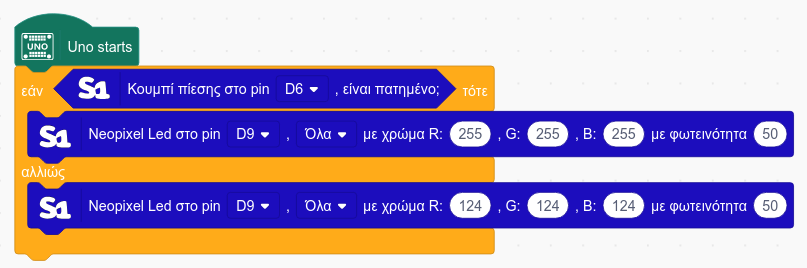 UNO Uno starts
εάν S1 Κουμπί πίεσης στο pin D6 , είναι πατημένο; τότε
S1 Neopixel Led στο pin D9 , Όλα με χρώμα R: 255 , G: 255 , B: 255 με φωτεινότητα 50
αλλιώς
S1 Neopixel Led στο pin D9 , Όλα με χρώμα R: 124 , G: 124 , B: 124 με φωτεινότητα 50